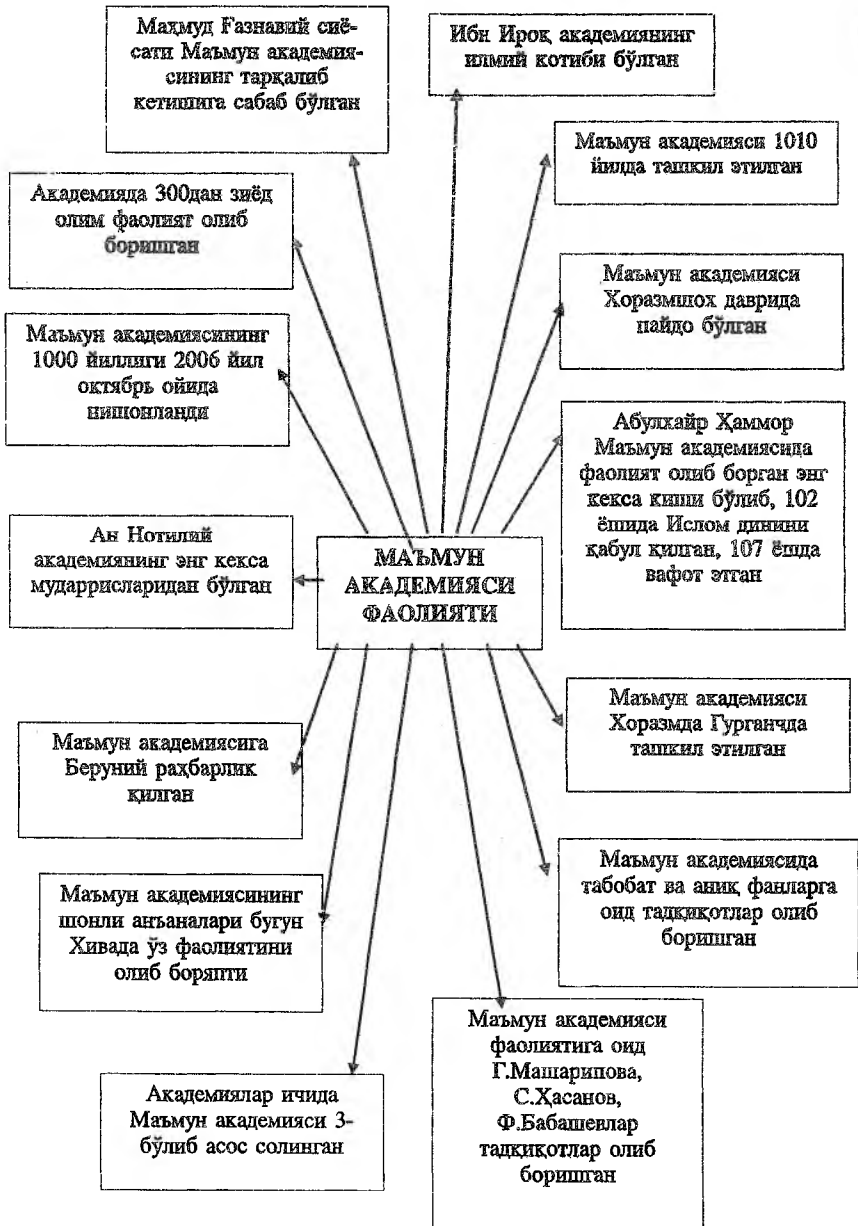 Маҳмуд Ғазнавий сиё-
сати Маъмун академия-
сининг тарқалиб
кетишига сабаб бўлган
Ибн Ироқ академиянинг
илмий котиби бўлган
Маъмун академияси 1010
йилда ташкил этилган
Академияда 300дан зиёд
олим фаолият олиб
боришган
Маъмун академияси
Хоразмшох даврида
пайдо бўлган
Маъмун академиясининг
1000 йиллиги 2006 йил
октябрь ойида
нишонланди
Абулхайр Ҳаммор
Маъмун академиясида
фаолият олиб борган энг
кекса киши бўлиб, 102
ёшида Ислом динини
қабул қилган, 107 ёшда
вафот этган
Ан Нотилий
академиянинг энг кекса
мударрисларидан бўлган
МАЪМУН
АКАДЕМИЯСИ
ФАОЛИЯТИ
Маъмун академияси
Хоразмда Гурганчда
ташкил этилган
Маъмун академиясига
Беруний раҳбарлик
қилган
Маъмун академиясида
табобат ва аниқ фанларга
оид тадқиқотлар олиб
боришган
Маъмун академиясининг
шонли анъаналари бугун
Хивада ўз фаолиятини
олиб боряпти
Маъмун академияси
фаолиятига оид
Г.Машарипова,
С.Ҳасанов,
Ф.Бабашевлар
тадқиқотлар олиб
боришган
Академиялар ичида
Маъмун академияси 3-
бўлиб асос солинган